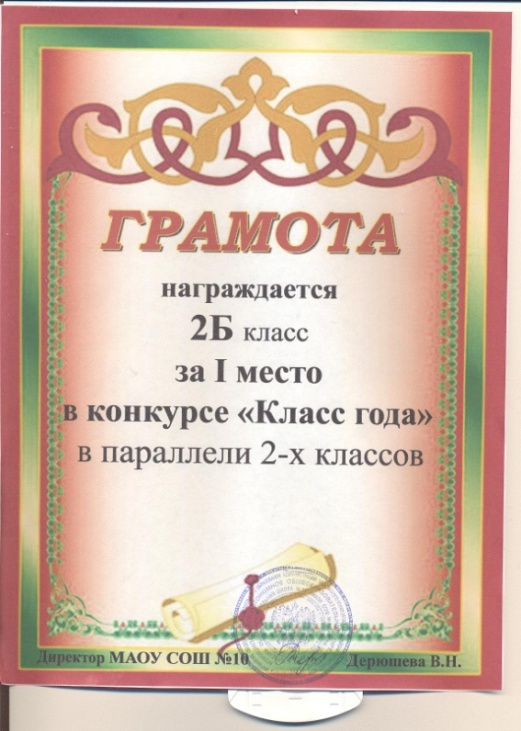 ГРАМОТА
награждается
2Б класс
за I место
в конкурсе «Класс года»
в параллели 2-х классов
Директор МАОУ СОШ №10 Дерюшева В.Н.